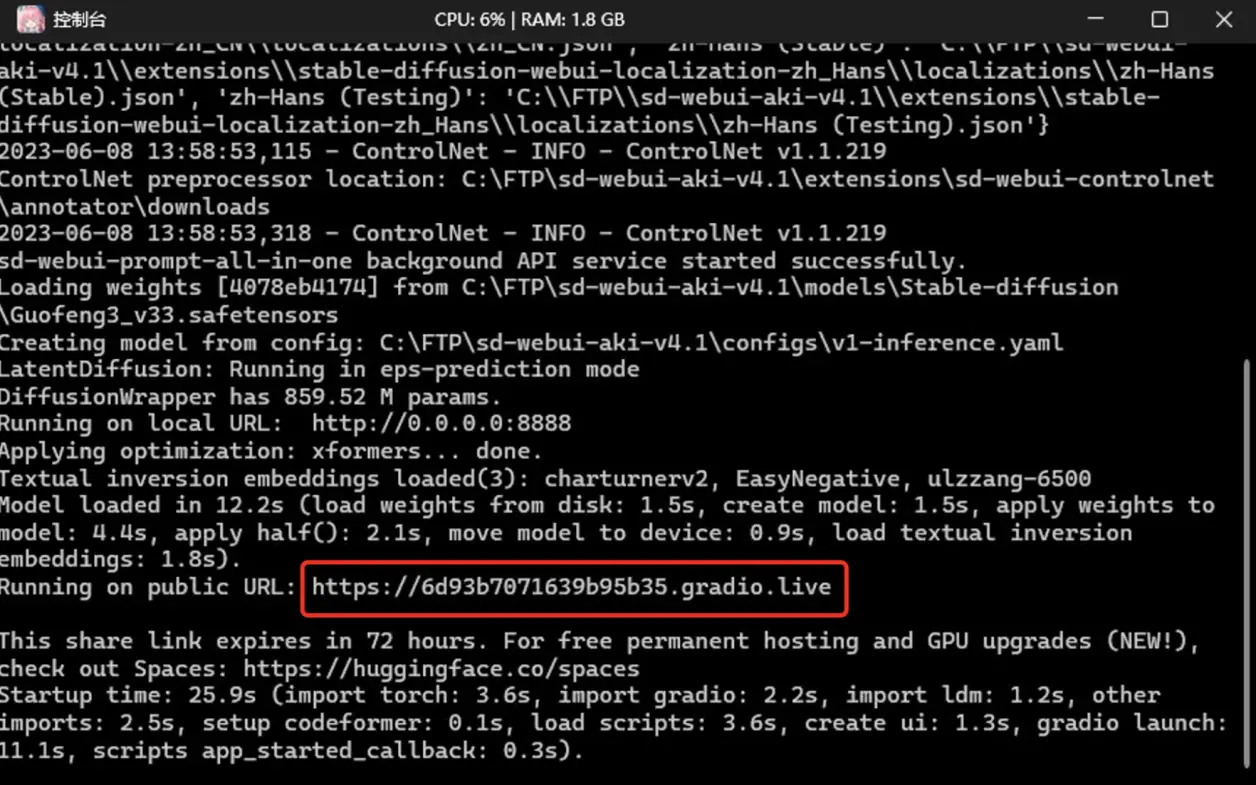 控制台
CPU: 6% | RAM: 1.8 GB
localization-zh_CN\\localizations\\zh_CN.json', 'zh-Hans (Stable)': 'C:\\FTP\\sd-webui-
aki-v4.1\\extensions\\stable-diffusion-webui-localization-zh_Hans\\localizations\\zh-Hans
(Stable).json', 'zh-Hans (Testing)': 'C:\\FTP\\sd-webui-aki-v4.1\\extensions\\stable-
diffusion-webui-localization-zh_Hans\\localizations\\zh-Hans (Testing).json'}
2023-06-08 13:58:53,115 - ControlNet - INFO - ControlNet v1.1.219
ControlNet preprocessor location: C:\FTP\sd-webui-aki-v4.1\extensions\sd-webui-controlnet
\annotator\downloads
2023-06-08 13:58:53,318 - ControlNet - INFO - ControlNet v1.1.219
sd-webui-prompt-all-in-one background API service started successfully.
Loading weights [4078eb4174] from C:\FTP\sd-webui-aki-v4.1\models\Stable-diffusion
\Guofeng3_v33.safetensors
Creating model from config: C:\FTP\sd-webui-aki-v4.1\configs\v1-inference.yaml
LatentDiffusion: Running in eps-prediction mode
DiffusionWrapper has 859.52 M params.
Running on local URL:  http://0.0.0.0:8888
Applying optimization: xformers... done.
Textual inversion embeddings loaded(3): charturnerv2, EasyNegative, ulzzang-6500
Model loaded in 12.2s (load weights from disk: 1.5s, create model: 1.5s, apply weights to
model: 4.4s, apply half(): 2.1s, move model to device: 0.9s, load textual inversion
embeddings: 1.8s).
Running on public URL: https://6d93b7071639b95b35.gradio.live
This share link expires in 72 hours. For free permanent hosting and GPU upgrades (NEW!),
check out Spaces: https://huggingface.co/spaces
Startup time: 25.9s (import torch: 3.6s, import gradio: 2.2s, import ldm: 1.2s, other
imports: 2.5s, setup codeformer: 0.1s, load scripts: 3.6s, create ui: 1.3s, gradio launch:
11.1s, scripts app_started_callback: 0.3s).